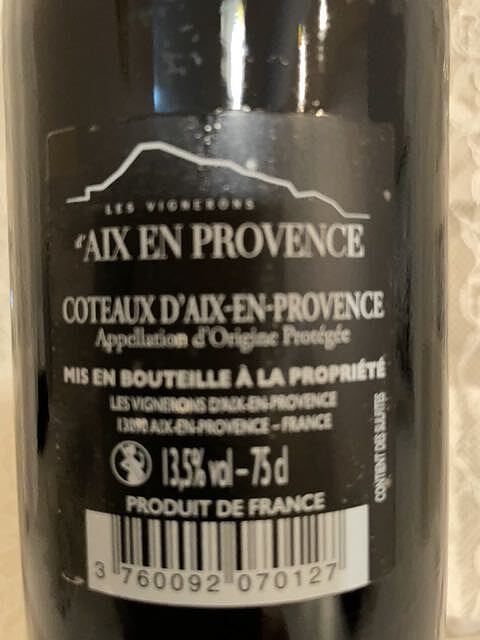 LES VIGNERONS
d'AIX EN PROVENCE
COTEAUX D'AIX-EN-PROVENCE
Appellation d'Origine Protégée
MIS EN BOUTEILLE À LA PROPRIÉTÉ
LES VIGNERONS D'AIX-EN-PROVENCE
13090 AIX-EN-PROVENCE – FRANCE
13,5% vol – 75 cl
PRODUIT DE FRANCE
CONTIENT DES SULFITES
3 760092 070127